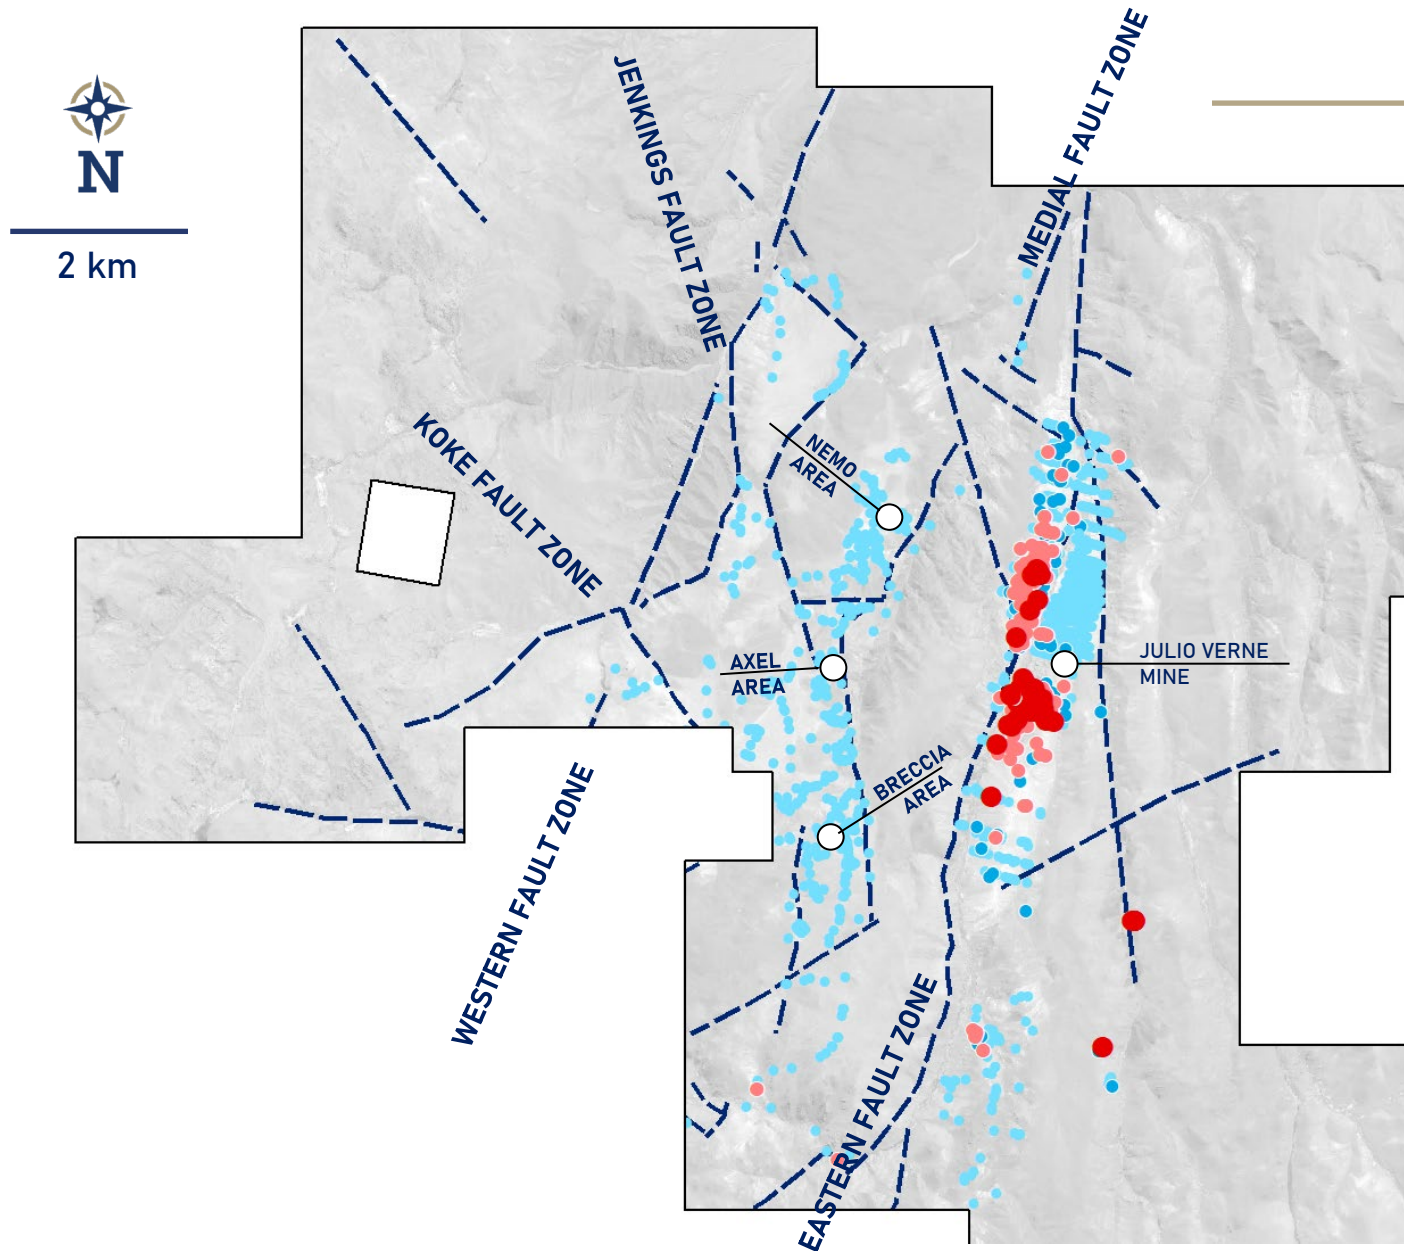 MEDIAL FAULT ZONE
JENKINGS FAULT ZONE
N
2 km
KOKE FAULT ZONE
NEMO
AREA
AXEL
AREA
JULIO VERNE
MINE
BRECCIA
AREA
WESTERN FAULT ZONE
EASTERN FAULT ZONE